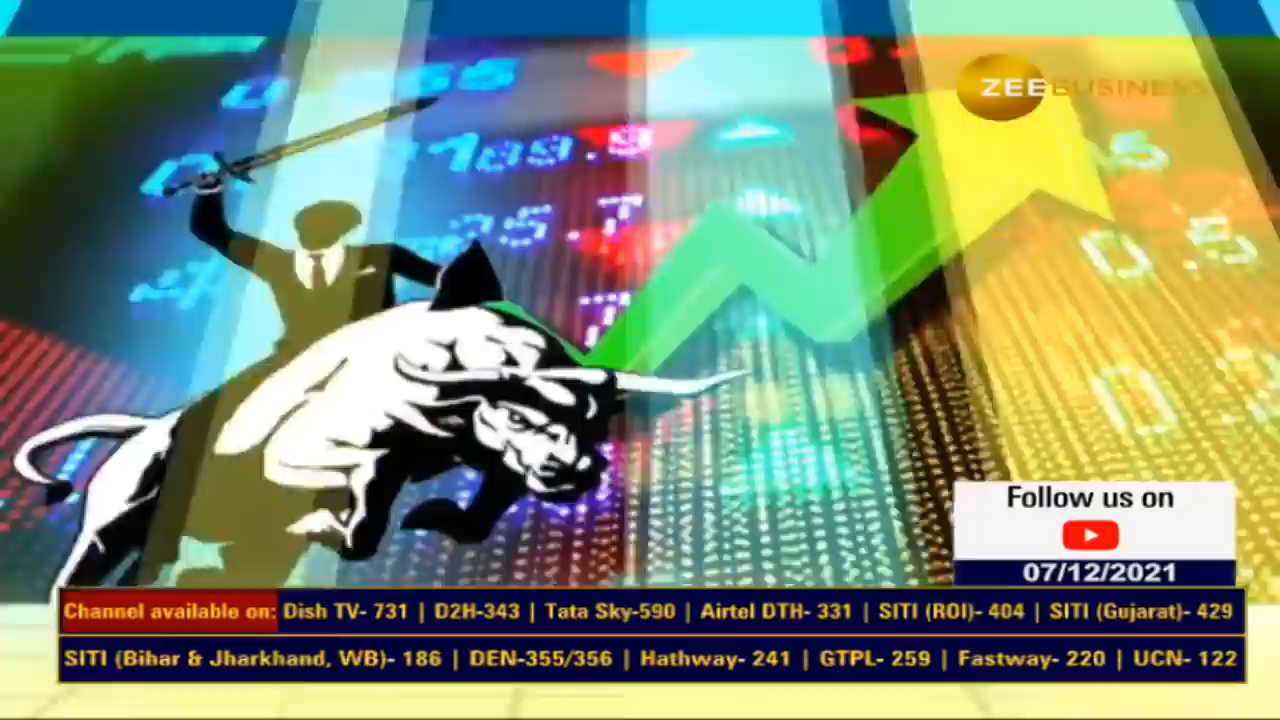 ZEEBUSINESS
Follow us on
07/12/2021
Channel available on: Dish TV- 731 | D2H-343 | Tata Sky-590 | Airtel DTH- 331 | SITI (ROI)- 404 | SITI (Gujarat)- 429
SITI (Bihar & Jharkhand, WB)- 186 | DEN-355/356 | Hathway- 241 | GTPL- 259 | Fastway- 220 | UCN- 122